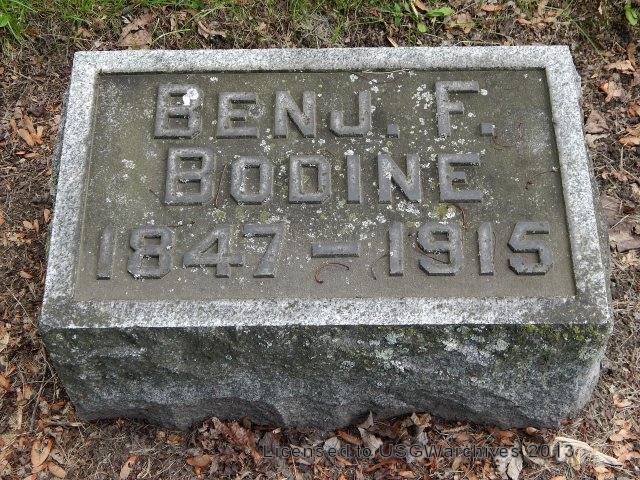 BENJ. F.
BODINE
1847 – 1915
Licensed to USGWarchives 2013